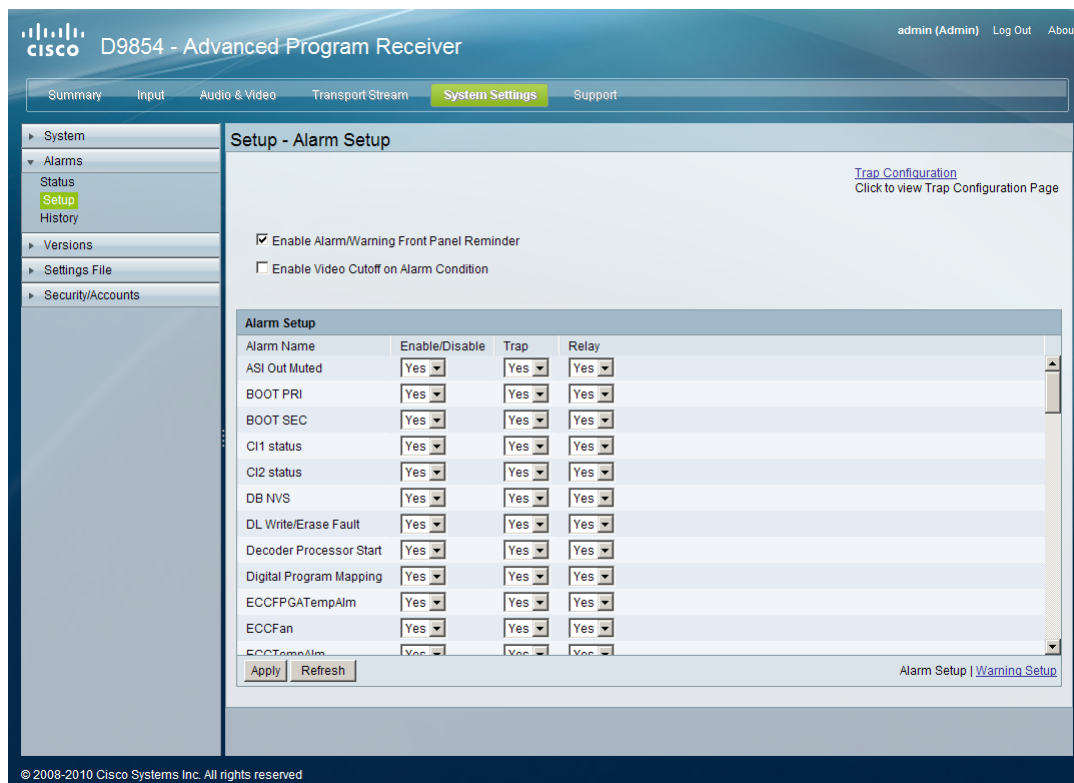 CISCO D9854 - Advanced Program Receiver
admin (Admin) Log Out Abou
Summary Input Audio & Video Transport Stream System Settings Support
System
Alarms
Status
Setup
History
Versions
Settings File
Security/Accounts
Setup - Alarm Setup
Trap Configuration
Click to view Trap Configuration Page
Enable Alarm/Warning Front Panel Reminder
Enable Video Cutoff on Alarm Condition
Alarm Setup
Alarm Name Enable/Disable Trap Relay
ASI Out Muted Yes Yes Yes
BOOT PRI Yes Yes Yes
BOOT SEC Yes Yes Yes
CI1 status Yes Yes Yes
CI2 status Yes Yes Yes
DB NVS Yes Yes Yes
DL Write/Erase Fault Yes Yes Yes
Decoder Processor Start Yes Yes Yes
Digital Program Mapping Yes Yes Yes
ECCFPGATempAlm Yes Yes Yes
ECCFan Yes Yes Yes
ECCTempAlm Yes Yes Yes
Apply Refresh
Alarm Setup | Warning Setup
© 2008-2010 Cisco Systems Inc. All rights reserved